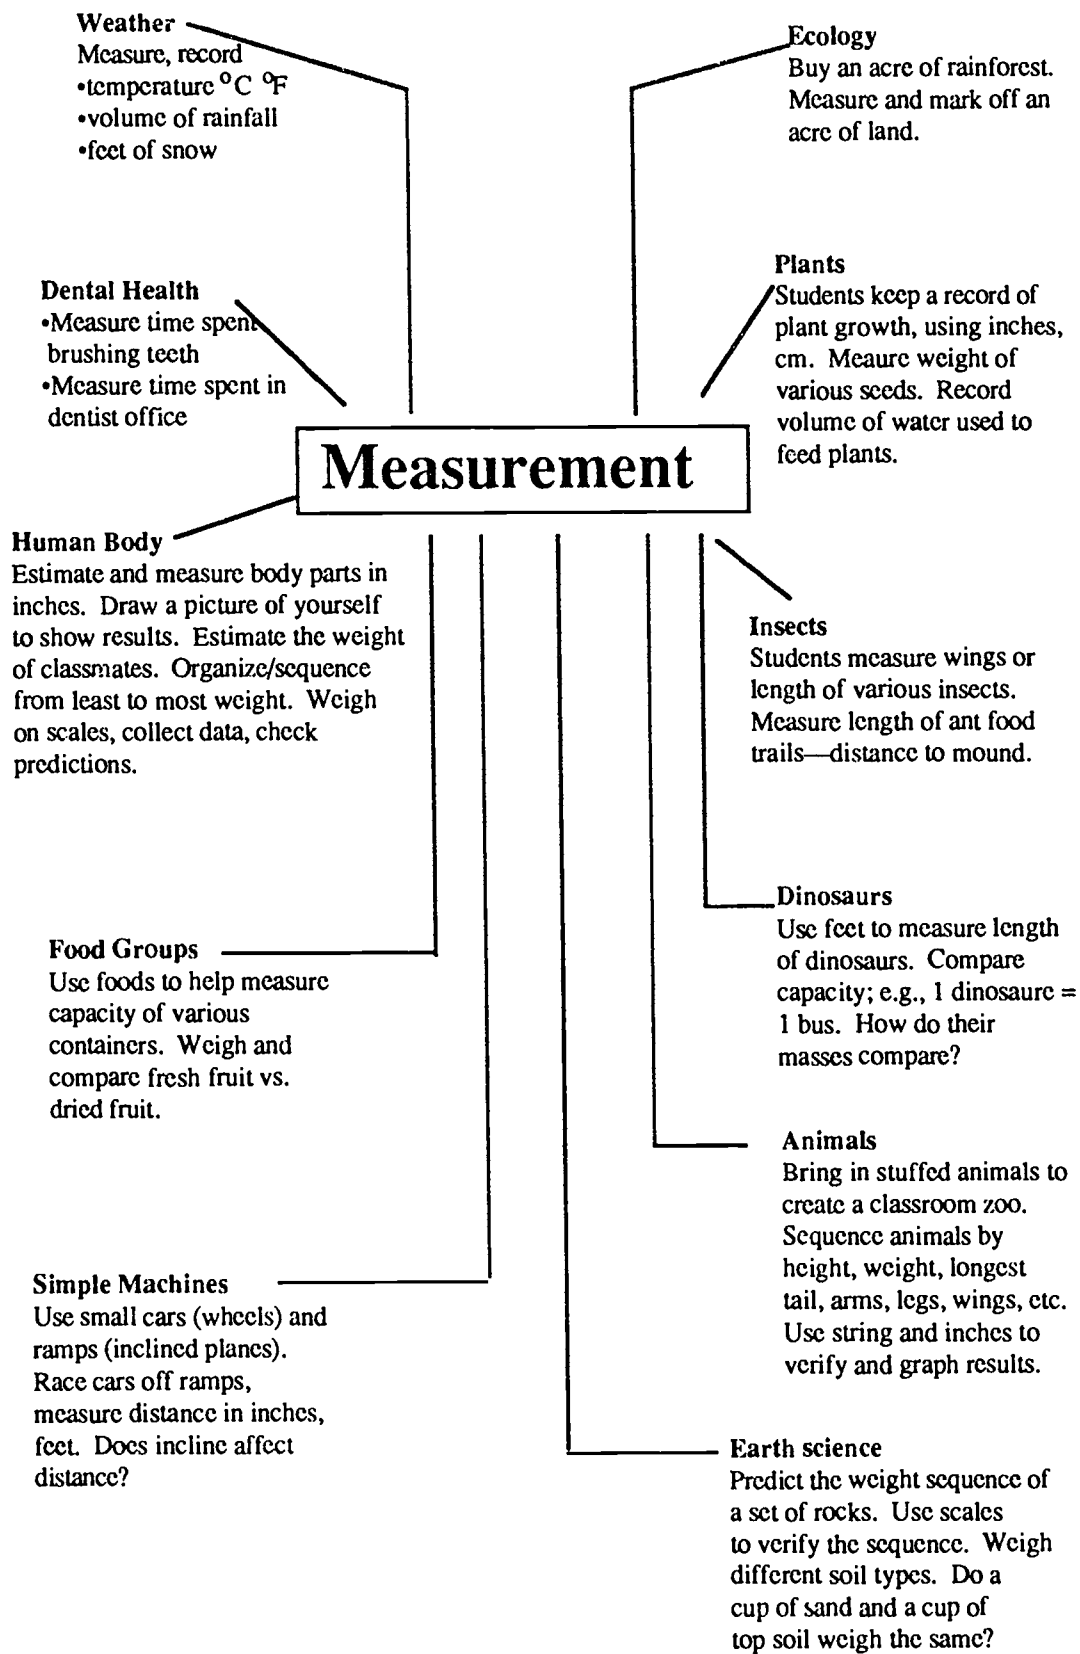 Weather
Measure, record
•temperature °C °F
•volume of rainfall
•feet of snow
Ecology
Buy an acre of rainforest.
Measure and mark off an
acre of land.
Dental Health
•Measure time spent
brushing teeth
•Measure time spent in
dentist office
Plants
Students keep a record of
plant growth, using inches,
cm. Meaure weight of
various seeds. Record
volume of water used to
feed plants.
Measurement
Human Body
Estimate and measure body parts in
inches. Draw a picture of yourself
to show results. Estimate the weight
of classmates. Organize/sequence
from least to most weight. Weigh
on scales, collect data, check
predictions.
Insects
Students measure wings or
length of various insects.
Measure length of ant food
trails—distance to mound.
Dinosaurs
Use feet to measure length
of dinosaurs. Compare
capacity; e.g., 1 dinosaure =
1 bus. How do their
masses compare?
Food Groups
Use foods to help measure
capacity of various
containers. Weigh and
compare fresh fruit vs.
dried fruit.
Animals
Bring in stuffed animals to
create a classroom zoo.
Sequence animals by
height, weight, longest
tail, arms, legs, wings, etc.
Use string and inches to
verify and graph results.
Simple Machines
Use small cars (wheels) and
ramps (inclined planes).
Race cars off ramps,
measure distance in inches,
feet. Does incline affect
distance?
Earth science
Predict the weight sequence of
a set of rocks. Use scales
to verify the sequence. Weigh
different soil types. Do a
cup of sand and a cup of
top soil weigh the same?